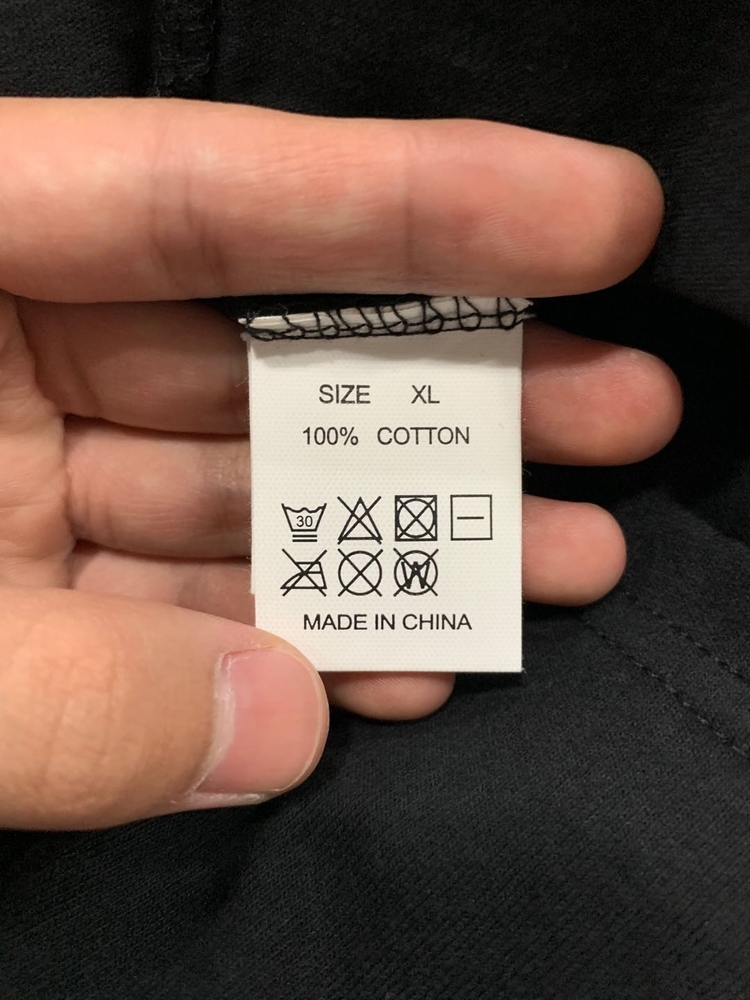 SIZE XL
100% COTTON
30
W
MADE IN CHINA